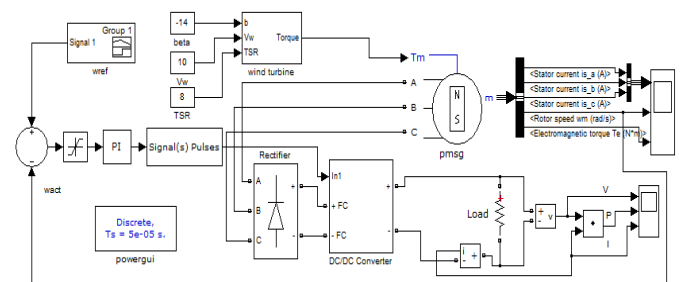 Group 1
Signal 1
wref
-14
beta
10
Vw
8
TSR
b
Vw
TSR
Torque
wind turbine
Tm
A
B
C
N
S
m
pmsg
<Stator current is_a (A)>
<Stator current is_b (A)>
<Stator current is_c (A)>
<Rotor speed wm (rad/s)>
<Electromagnetic torque Te (N*m)>
+
-
wact
PI
Signal(s) Pulses
Discrete,
Ts = 5e-05 s.
powergui
Rectifier
A
B
C
+
-
In1
+ FC
- FC
+
-
DC/DC Converter
+
Load
i
+
-
+
-
v
V
P
I